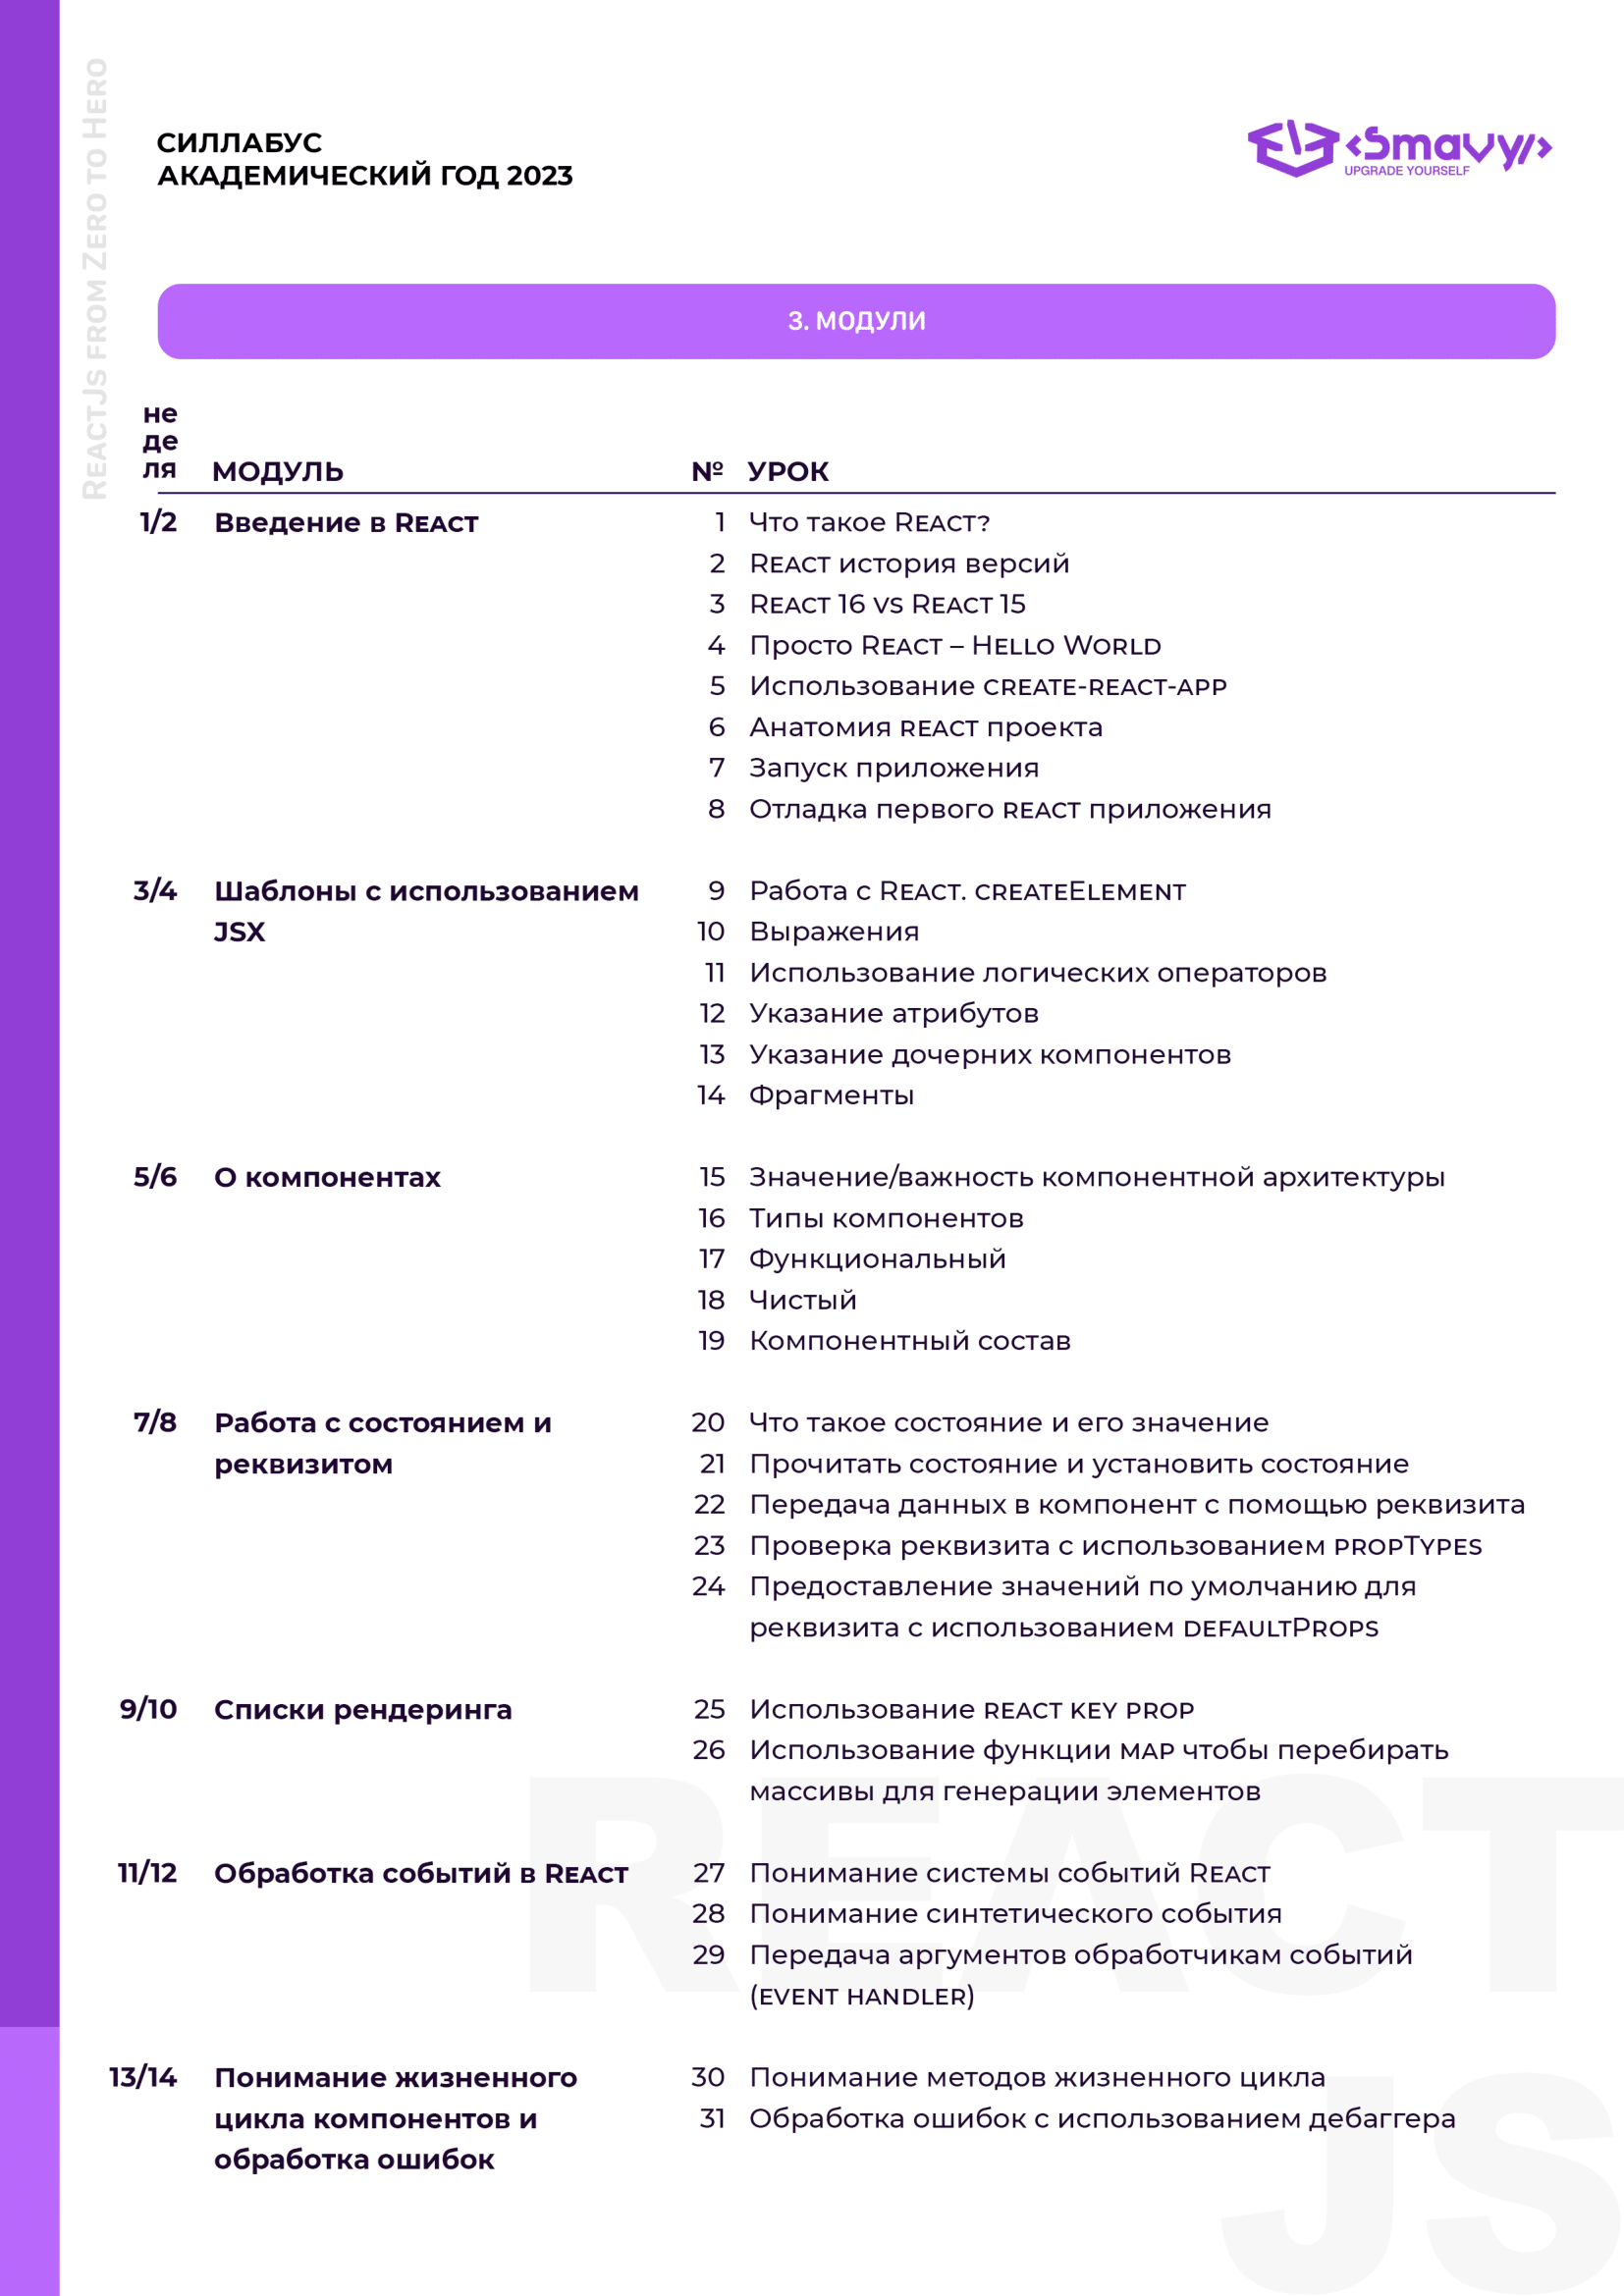 ReactJs from Zero to Hero
СИЛЛАБУС
АКАДЕМИЧЕСКИЙ ГОД 2023
<Smavy/>
UPGRADE YOURSELF
3. МОДУЛИ
не
де
ля МОДУЛЬ № УРОК
1/2 Введение в React 1 Что такое React?
2 React история версий
3 React 16 vs React 15
4 Просто React – Hello World
5 Использование create-react-app
6 Анатомия react проекта
7 Запуск приложения
8 Отладка первого react приложения
3/4 Шаблоны с использованием 9 Работа с React. createElement
JSX 10 Выражения
11 Использование логических операторов
12 Указание атрибутов
13 Указание дочерних компонентов
14 Фрагменты
5/6 О компонентах 15 Значение/важность компонентной архитектуры
16 Типы компонентов
17 Функциональный
18 Чистый
19 Компонентный состав
7/8 Работа с состоянием и 20 Что такое состояние и его значение
реквизитом 21 Прочитать состояние и установить состояние
22 Передача данных в компонент с помощью реквизита
23 Проверка реквизита с использованием propTypes
24 Предоставление значений по умолчанию для
реквизита с использованием defaultProps
9/10 Списки рендеринга 25 Использование react key prop
26 Использование функции map чтобы перебирать
массивы для генерации элементов
11/12 Обработка событий в React 27 Понимание системы событий React
28 Понимание синтетического события
29 Передача аргументов обработчикам событий
(event handler)
13/14 Понимание жизненного 30 Понимание методов жизненного цикла
цикла компонентов и 31 Обработка ошибок с использованием дебаггера
обработка ошибок
REACT
JS